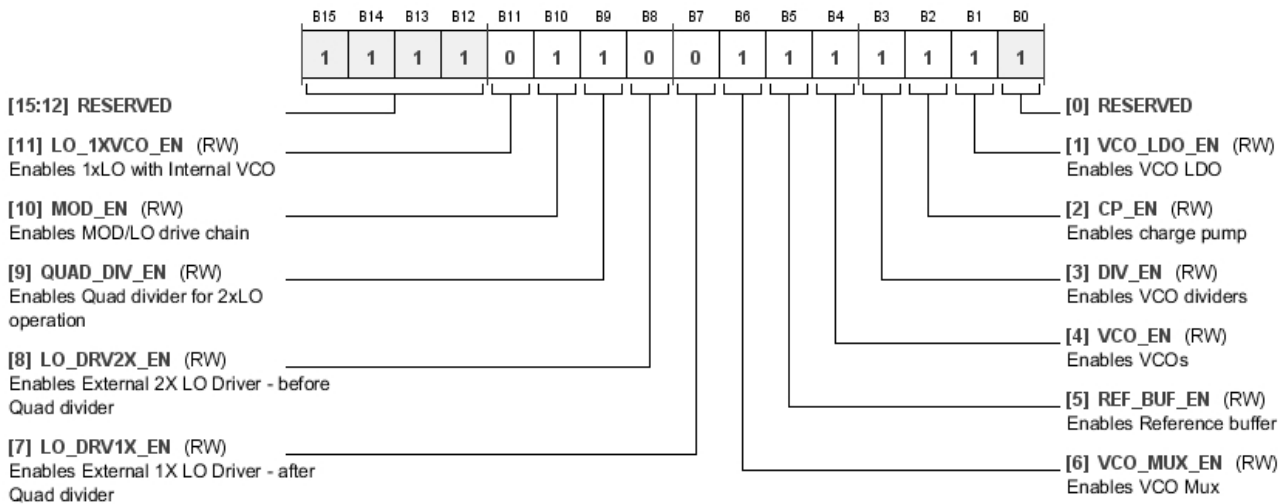 B15 B14 B13 B12 B11 B10 B9 B8 B7 B6 B5 B4 B3 B2 B1 B0
1 1 1 1 0 1 1 0 0 1 1 1 1 1 1 1
[15:12] RESERVED
[11] LO_1XVCO_EN (RW)
Enables 1xLO with Internal VCO
[10] MOD_EN (RW)
Enables MOD/LO drive chain
[9] QUAD_DIV_EN (RW)
Enables Quad divider for 2xLO
operation
[8] LO_DRV2X_EN (RW)
Enables External 2X LO Driver - before
Quad divider
[7] LO_DRV1X_EN (RW)
Enables External 1X LO Driver - after
Quad divider
[0] RESERVED
[1] VCO_LDO_EN (RW)
Enables VCO LDO
[2] CP_EN (RW)
Enables charge pump
[3] DIV_EN (RW)
Enables VCO dividers
[4] VCO_EN (RW)
Enables VCOs
[5] REF_BUF_EN (RW)
Enables Reference buffer
[6] VCO_MUX_EN (RW)
Enables VCO Mux